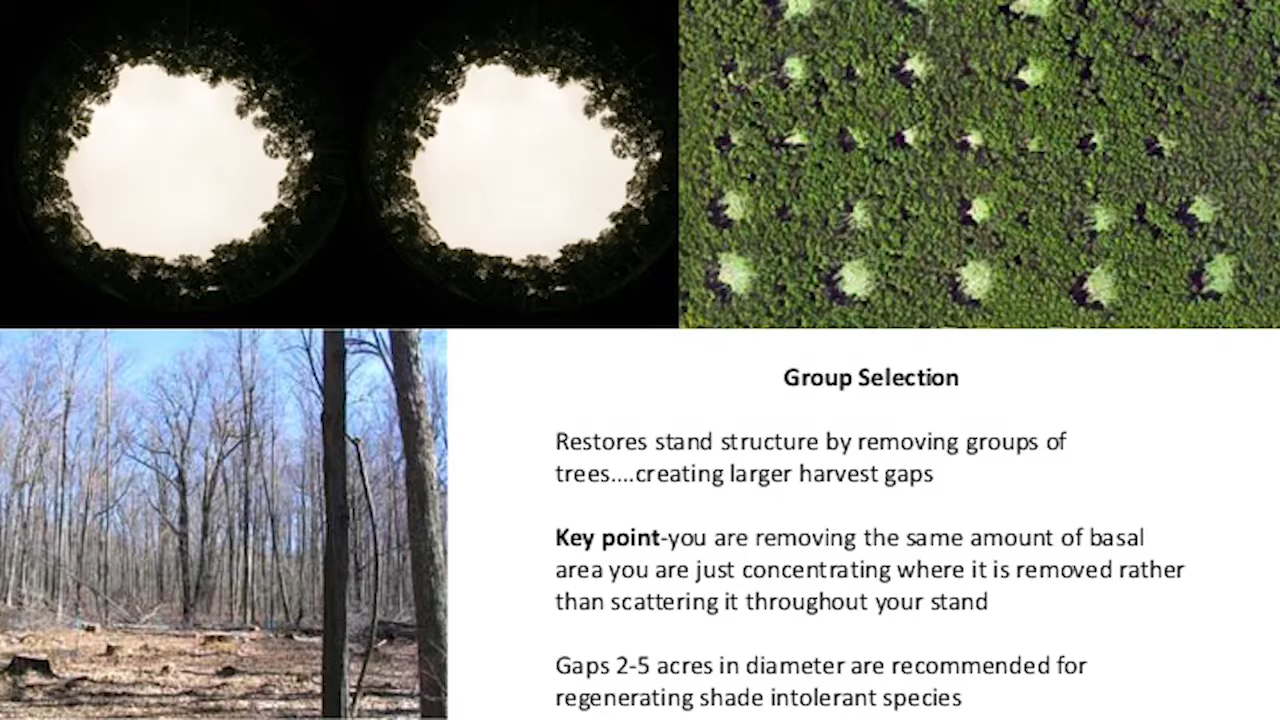 Group Selection
Restores stand structure by removing groups of
trees....creating larger harvest gaps
Key point-you are removing the same amount of basal
area you are just concentrating where it is removed rather
than scattering it throughout your stand
Gaps 2-5 acres in diameter are recommended for
regenerating shade intolerant species